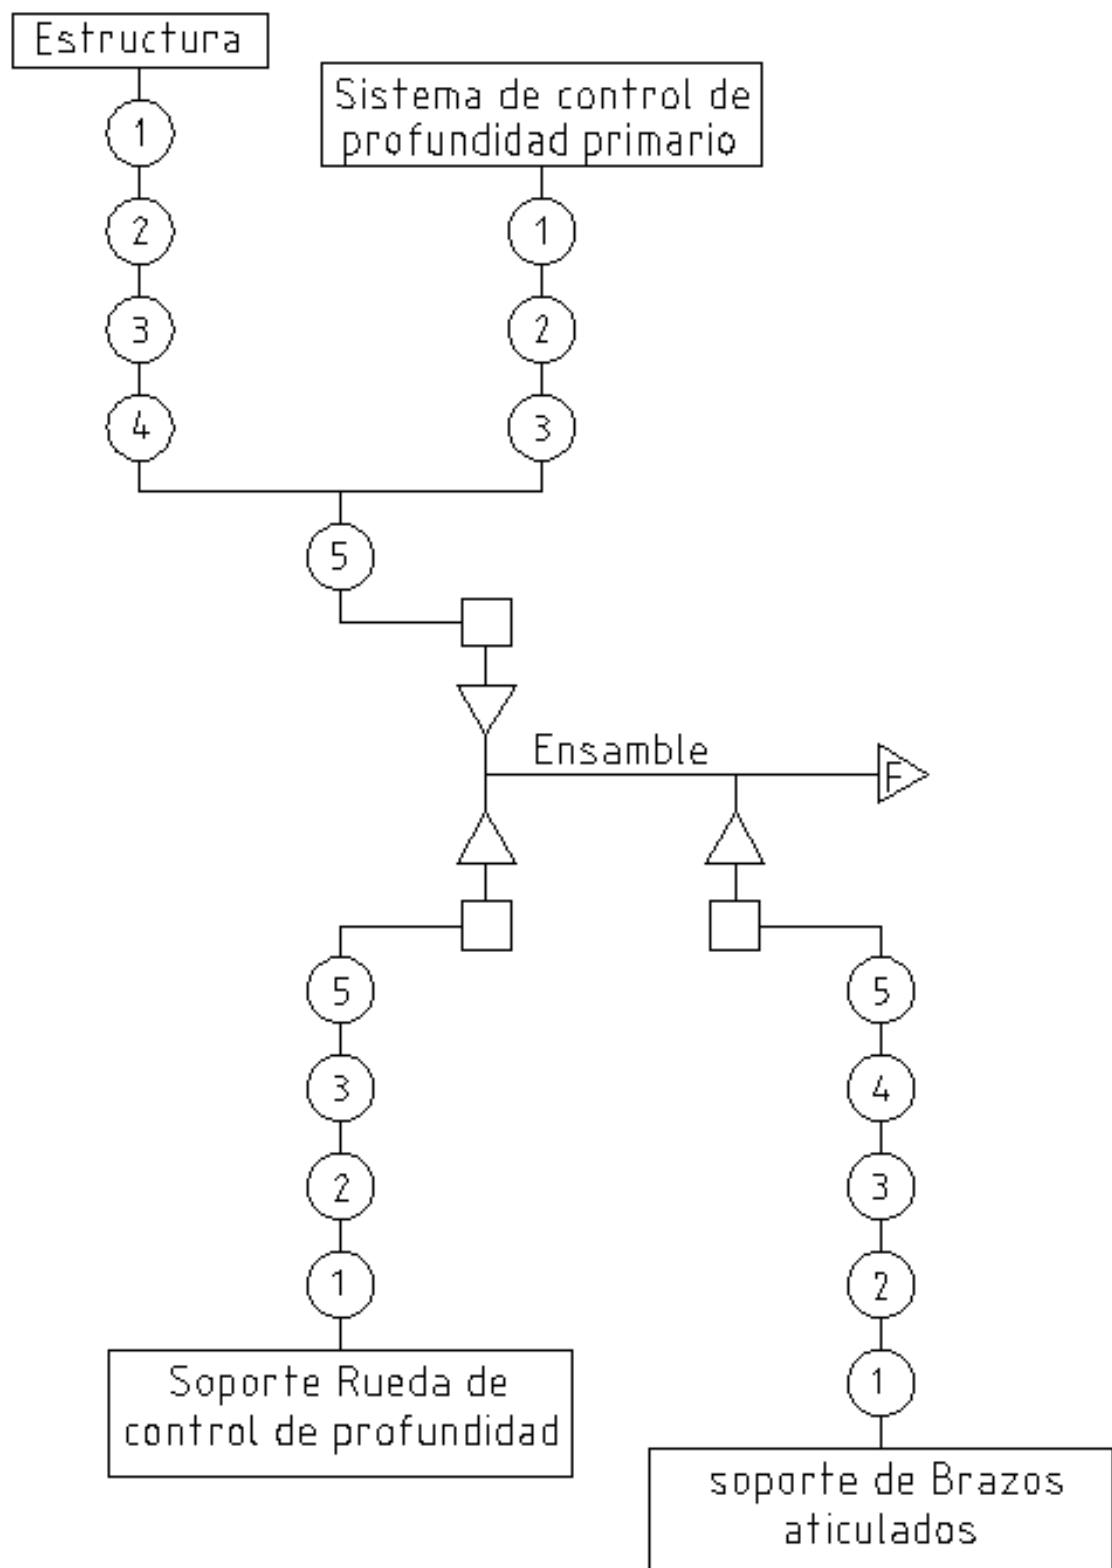 Estructura
1
2
3
4
Sistema de control de
profundidad primario
1
2
3
5
Ensamble
F
5
3
2
1
Soporte Rueda de
control de profundidad
5
4
3
2
1
soporte de Brazos
aticulados